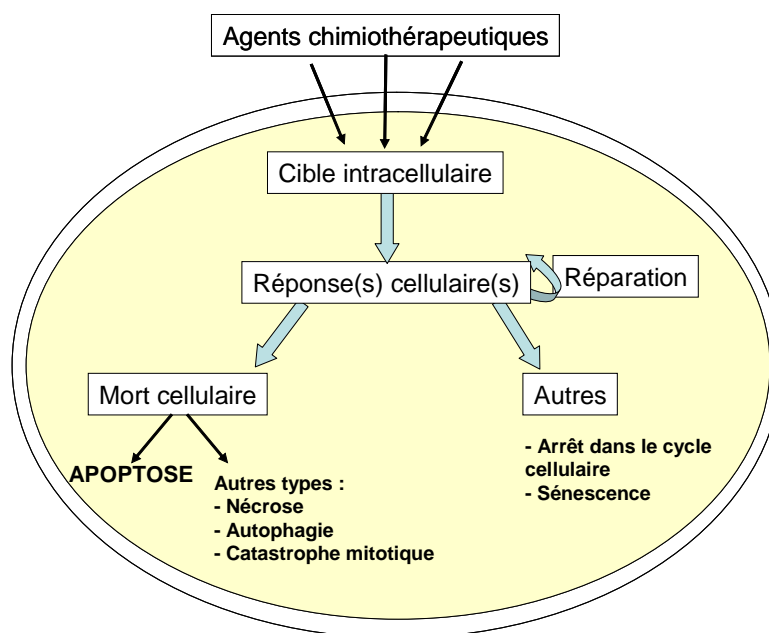 Agents chimiothérapeutiques
Cible intracellulaire
Réponse(s) cellulaire(s)
Réparation
Mort cellulaire
Autres
APOPTOSE
Autres types :
- Nécrose
- Autophagie
- Catastrophe mitotique
- Arrêt dans le cycle
cellulaire
- Sénescence